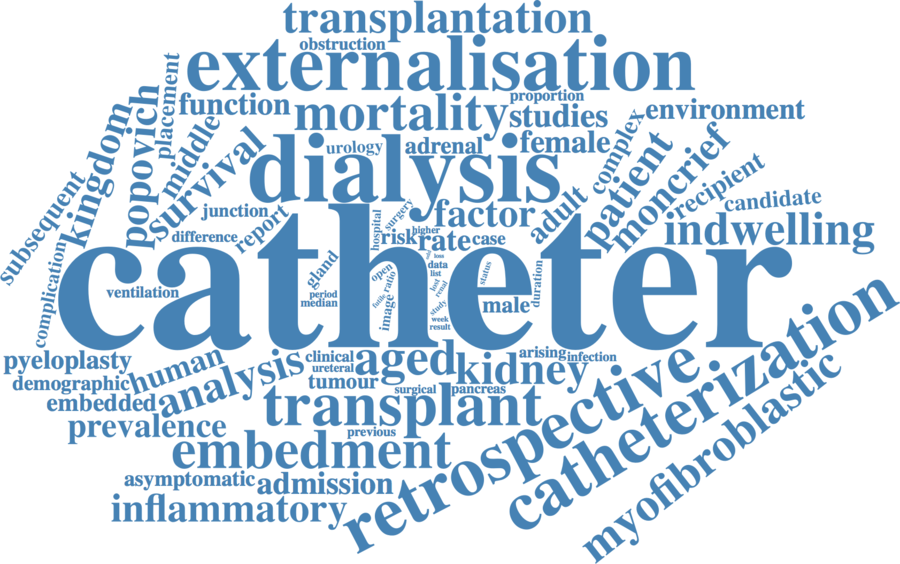 transplantation
obstruction
externalisation
placement
function
mortality
proportion
studies
environment
kingdom
popovich
middle
survival
urology
adrenal
female
complex
patient
moncrief
recipient
candidate
subsequent
dialysis
junction
report
difference
hospital
surgery
factor
adult
indwelling
risk
higher
rate
case
complication
catheter
ventilation
gland
open
ratio
image
period
median
loss
data
list
lost
renal
study
week
result
status
male
duration
pyeloplasty
demographic
human
embedded
analysis
clinical
ureteral
tumour
aged
kidney
arising
infection
surgical
pancreas
prevalence
transplant
previous
embedment
retrospective
catheterization
myofibroblastic
asymptomatic
admission
inflammatory